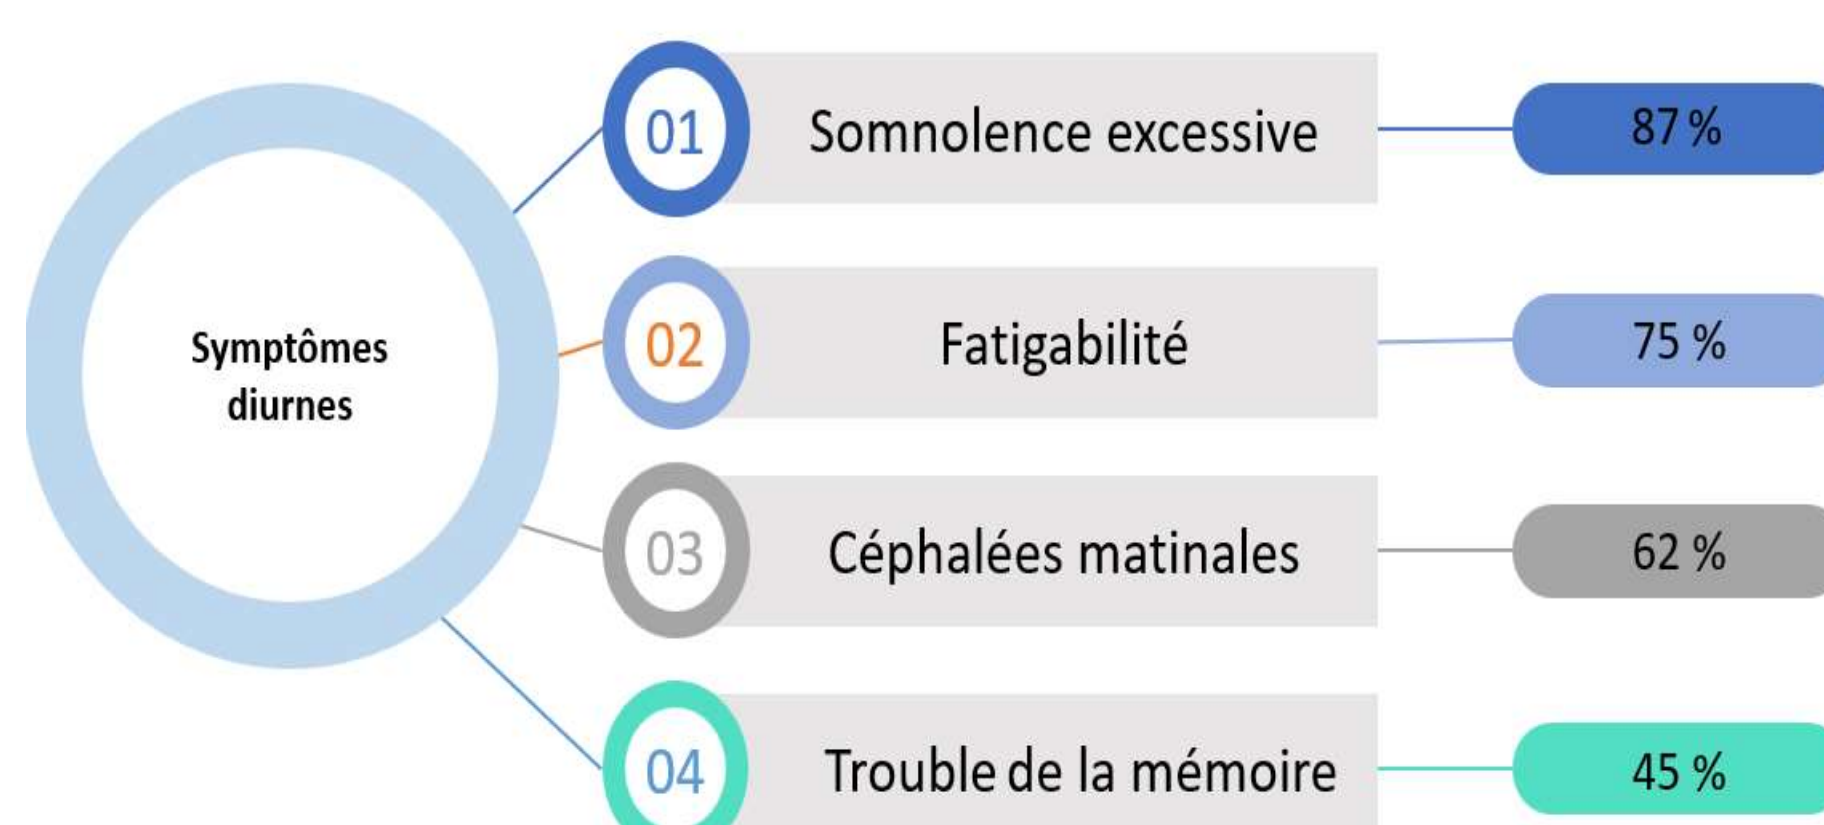 Symptômes
diurnes
01
Somnolence excessive
87 %
02
Fatigabilité
75 %
03
Céphalées matinales
62 %
04
Trouble de la mémoire
45 %